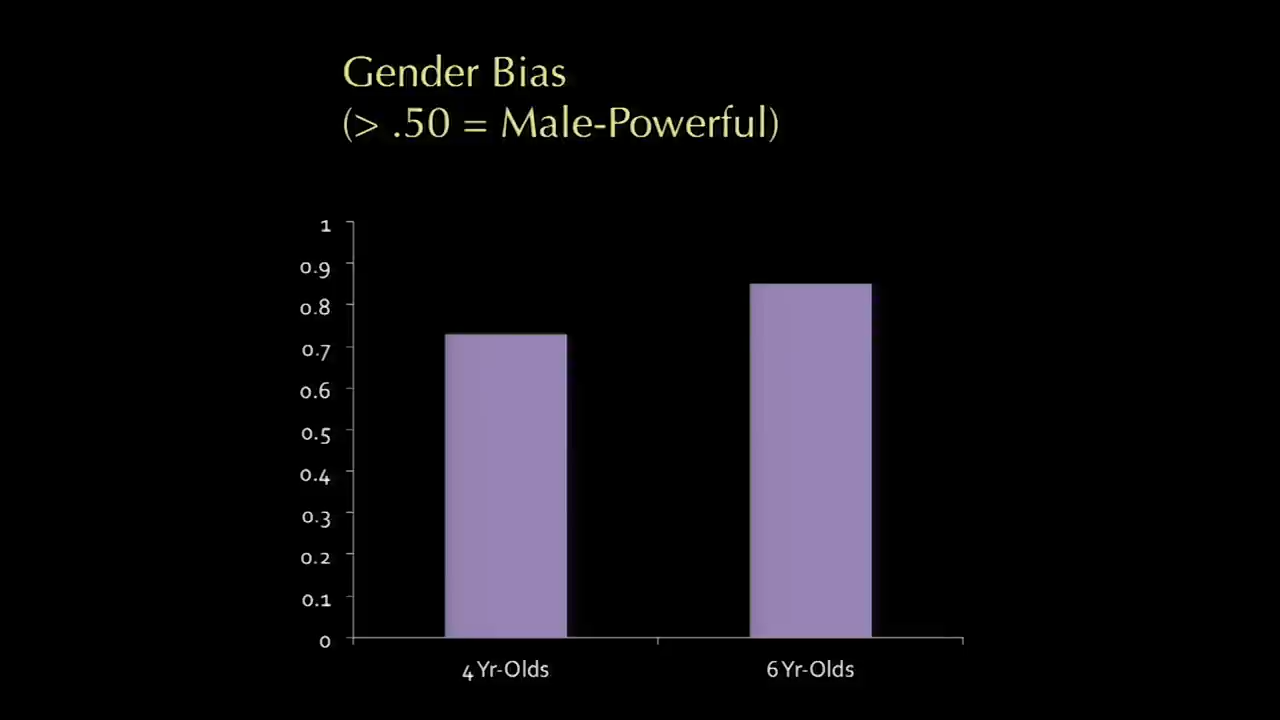 Gender Bias
(> .50 = Male-Powerful)
1
0.9
0.8
0.7
0.6
0.5
0.4
0.3
0.2
0.1
0
4 Yr-Olds
6 Yr-Olds